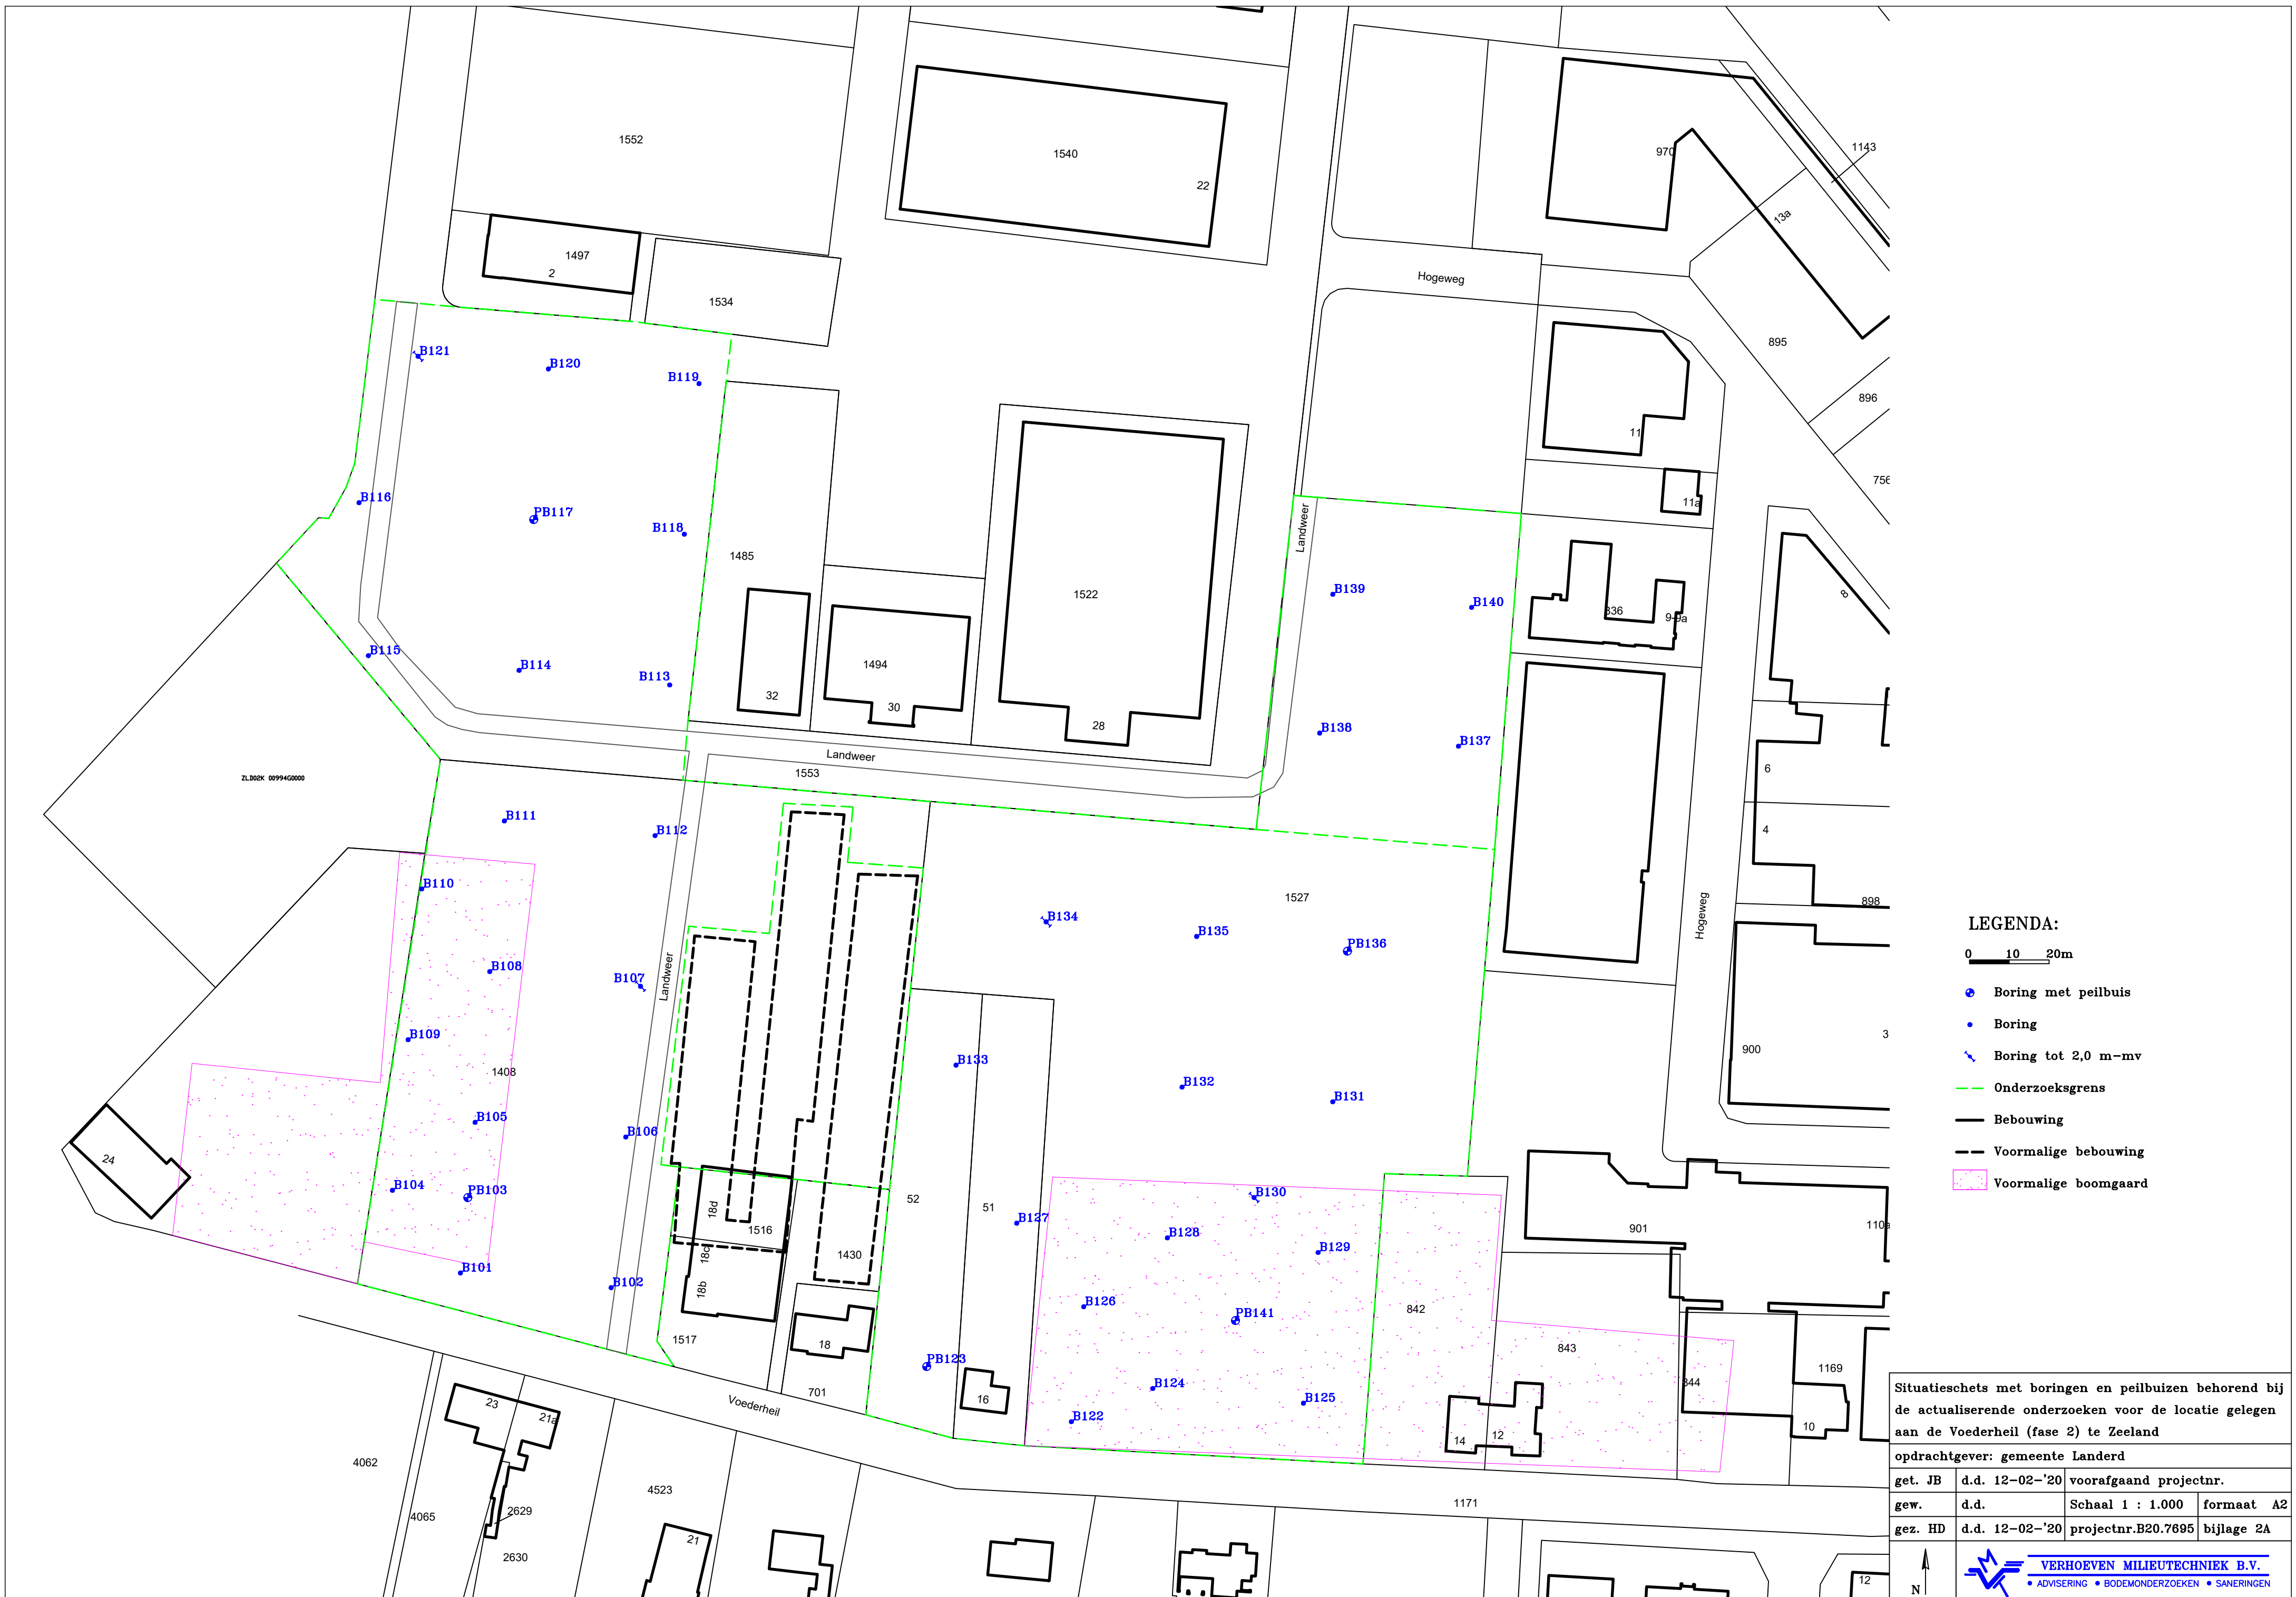 1552
1540
22
970
1143
13a
1497
2
1534
Hogeweg
895
896
756
11
11a
B121
B120
B119
B116
PB117
B118
1485
1522
Landweer
B139
B140
836
9-9a
8
B115
B114
B113
32
1494
30
28
B138
B137
Landweer
1553
6
4
ZLD02K 00994G0000
B111
B112
B110
1527
898
B134
B135
PB136
Hogeweg
B108
B107
Landweer
B109
1408
B133
B132
B131
900
3
B105
B106
24
B104
PB103
18d
1516
18c
18b
1430
52
51
B127
B130
B128
B129
901
110a
B101
B102
1517
B126
PB141
842
843
18
701
PB123
16
B124
B125
B122
14
12
844
1169
10
Voederheil
23
21a
4062
4065
2629
2630
4523
21
1171
12
LEGENDA:
0 10 20m
Boring met peilbuis
Boring
Boring tot 2,0 m-mv
Onderzoeksgrens
Bebouwing
Voormalige bebouwing
Voormalige boomgaard
Situatieschets met boringen en peilbuizen behorend bij
de actualiserende onderzoeken voor de locatie gelegen
aan de Voederheil (fase 2) te Zeeland
opdrachtgever: gemeente Landerd
get. JB d.d. 12-02-'20 voorafgaand projectnr.
gew. d.d. Schaal 1 : 1.000 formaat A2
gez. HD d.d. 12-02-'20 projectnr.B20.7695 bijlage 2A
N
VERHOEVEN MILIEUTECHNIEK B.V.
• ADVISERING • BODEMONDERZOEKEN • SANERINGEN